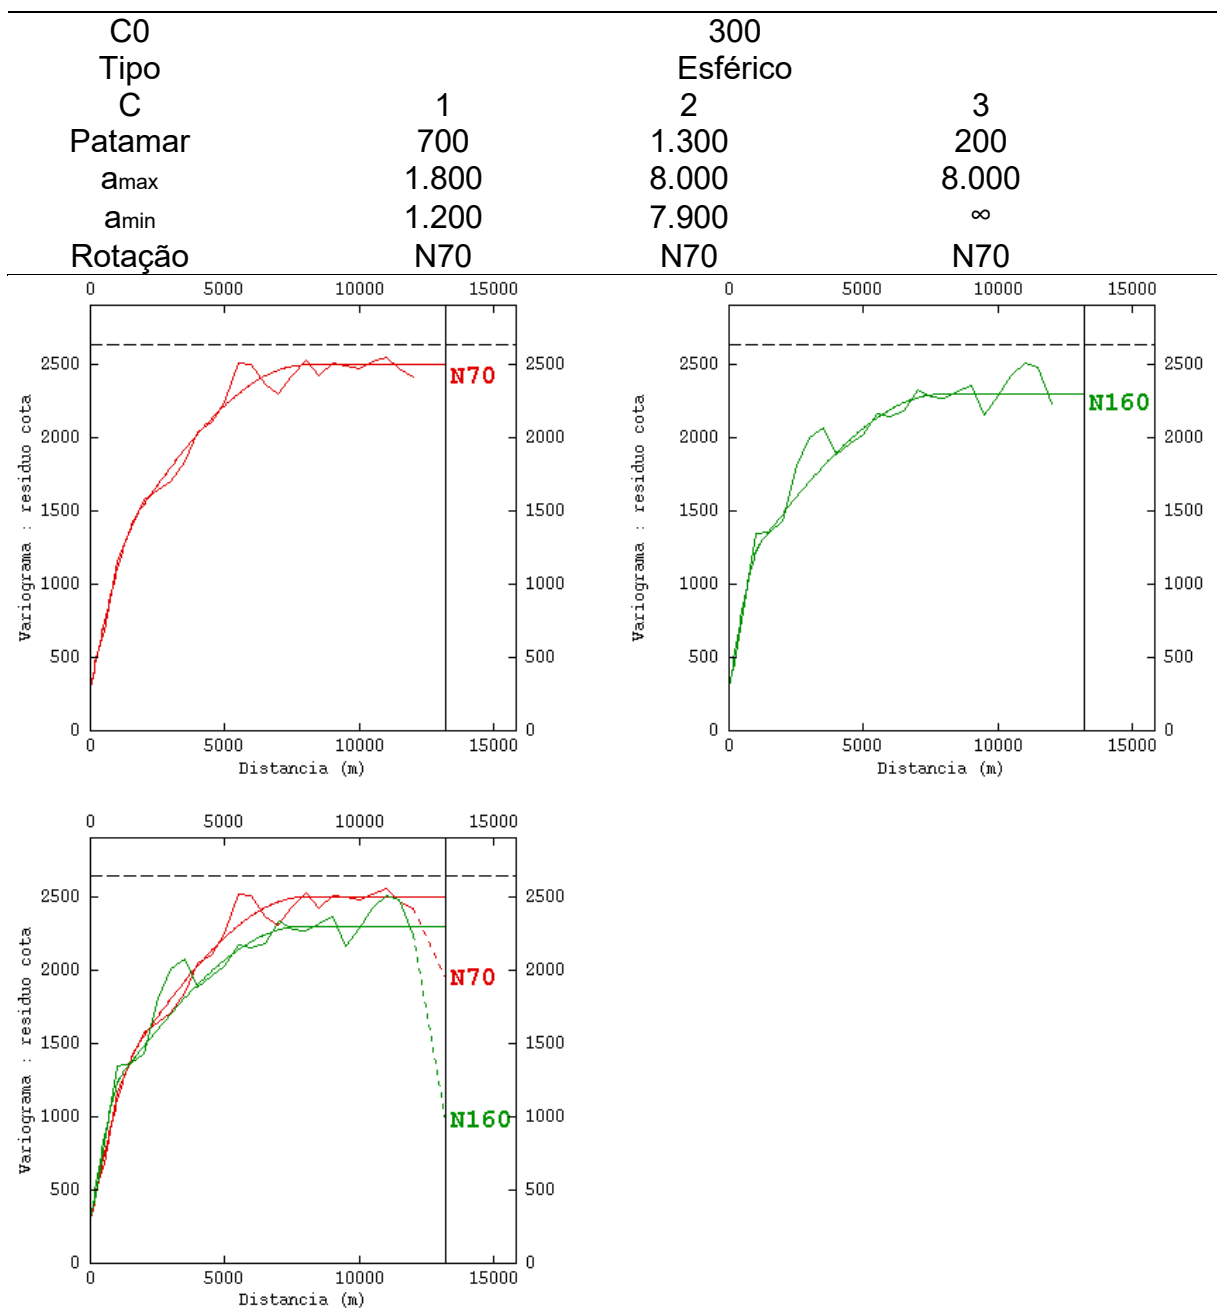 C0 300
Tipo Esférico
C 1 2 3
Patamar 700 1.300 200
amax 1.800 8.000 8.000
amin 1.200 7.900 ∞
Rotação N70 N70 N70
0 5000 10000 15000
2500 2500
N70
2000 2000
1500 1500
1000 1000
500 500
0 0
0 5000 10000 15000
Distancia (m)
Variograma : residuo cota
0 5000 10000 15000
2500 2500
N160
2000 2000
1500 1500
1000 1000
500 500
0 0
0 5000 10000 15000
Distancia (m)
Variograma : residuo cota
0 5000 10000 15000
2500 2500
2000 2000
N70
1500 1500
1000 1000
N160
500 500
0 0
0 5000 10000 15000
Distancia (m)
Variograma : residuo cota